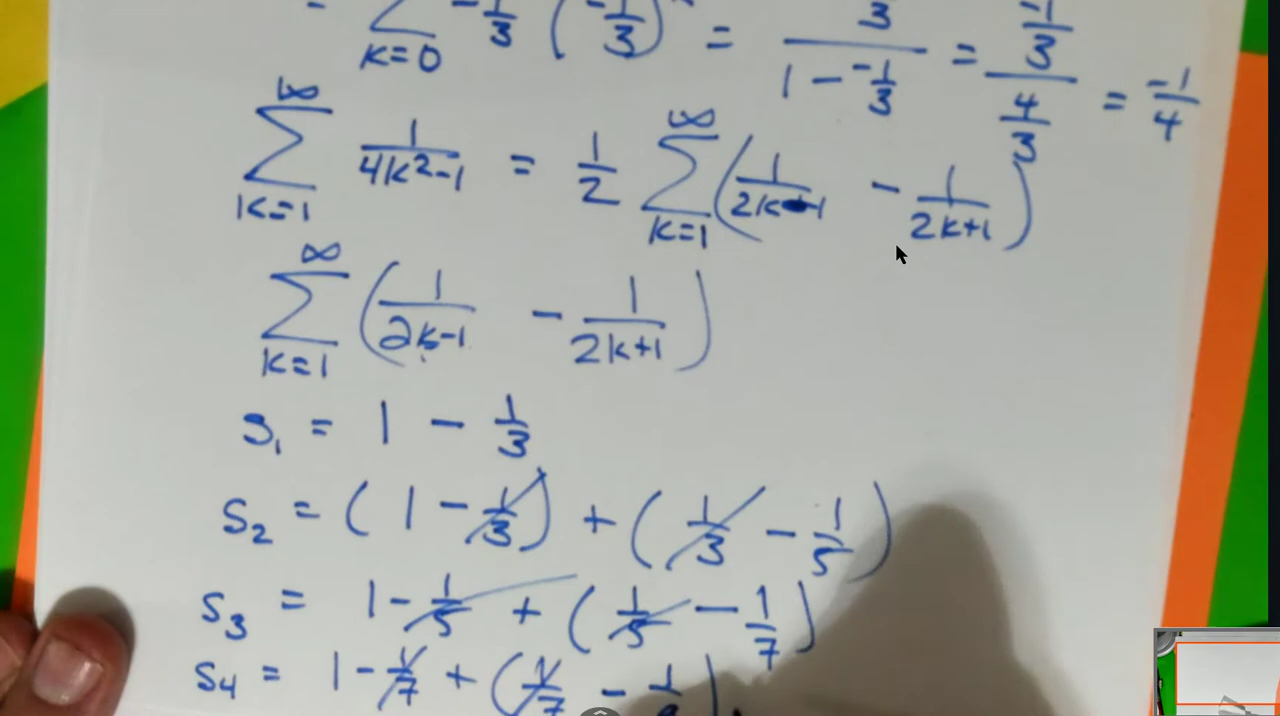 = ∑_{k=0} -1/3 (-1/3) = 3/(1 - -1/3) = (-1/3)/(4/3) = -1/4
∑_{k=1}^{∞} 1/(4k²-1) = 1/2 ∑_{k=1}^{∞} (1/(2k-1) - 1/(2k+1))
∑_{k=1}^{∞} (1/(2k-1) - 1/(2k+1))
S₁ = 1 - 1/3
S₂ = (1 - 1/3) + (1/3 - 1/5)
S₃ = 1 - 1/5 + (1/5 - 1/7)
S₄ = 1 - 1/7 + (1/7 - 1/9)